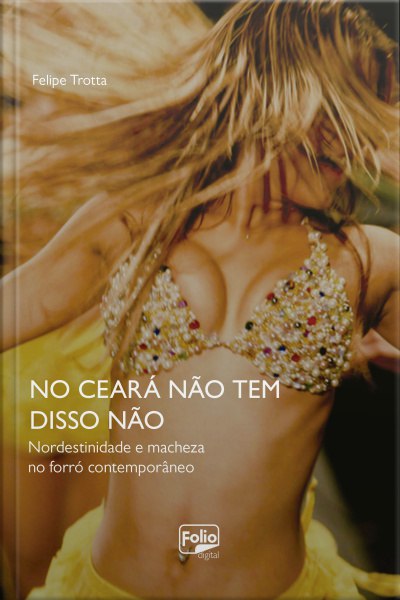 Felipe Trotta
NO CEARÁ NÃO TEM
DISSO NÃO
Nordestinidade e macheza
no forró contemporâneo
Folio
digital